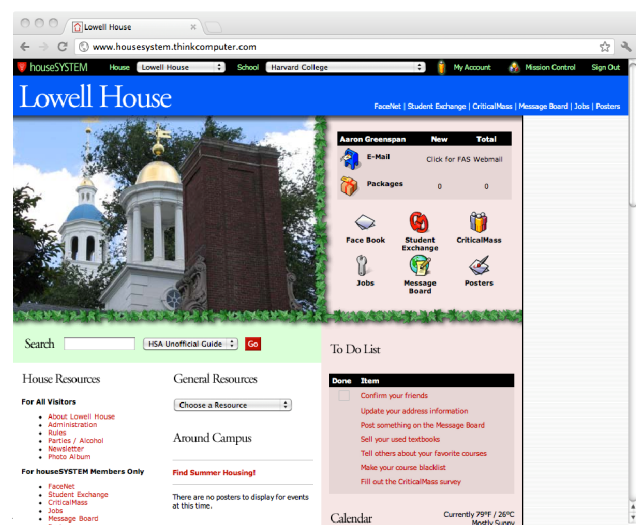 Lowell House
www.housesystem.thinkcomputer.com
houseSYSTEM House Lowell House School Harvard College My Account Mission Control Sign Out
Lowell House
FaceNet | Student Exchange | CriticalMass | Message Board | Jobs | Posters
Aaron Greenspan New Total
E-Mail Click for FAS Webmail
Packages 0 0
Face Book Student Exchange CriticalMass
Jobs Message Board Posters
Search HSA Unofficial Guide Go
To Do List
Done Item
Confirm your friends
Update your address information
Post something on the Message Board
Sell your used textbooks
Tell others about your favorite courses
Make your course blacklist
Fill out the CriticalMass survey
Calendar Currently 79°F / 26°C
Mostly Sunny
House Resources
For All Visitors
About Lowell House
Administration
Rules
Parties / Alcohol
Newsletter
Photo Album
For houseSYSTEM Members Only
FaceNet
Student Exchange
CriticalMass
Jobs
Message Board
General Resources
Choose a Resource
Around Campus
Find Summer Housing!
There are no posters to display for events
at this time.